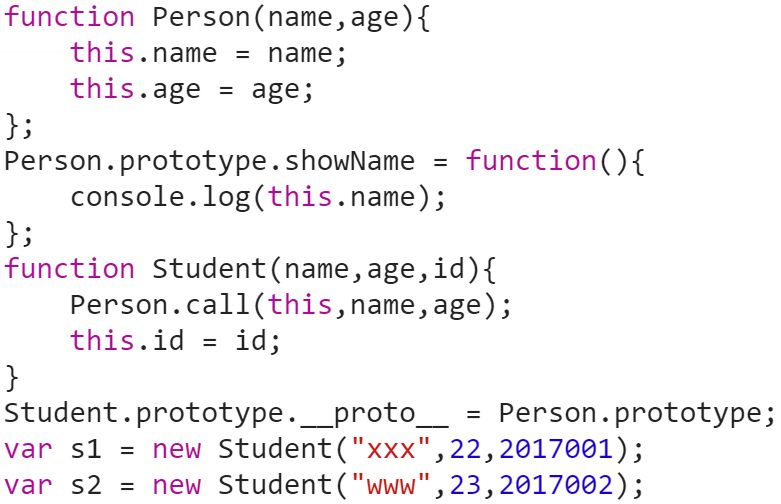 function Person(name,age){
    this.name = name;
    this.age = age;
};
Person.prototype.showName = function(){
    console.log(this.name);
};
function Student(name,age,id){
    Person.call(this,name,age);
    this.id = id;
}
Student.prototype.__proto__ = Person.prototype;
var s1 = new Student("xxx",22,2017001);
var s2 = new Student("www",23,2017002);